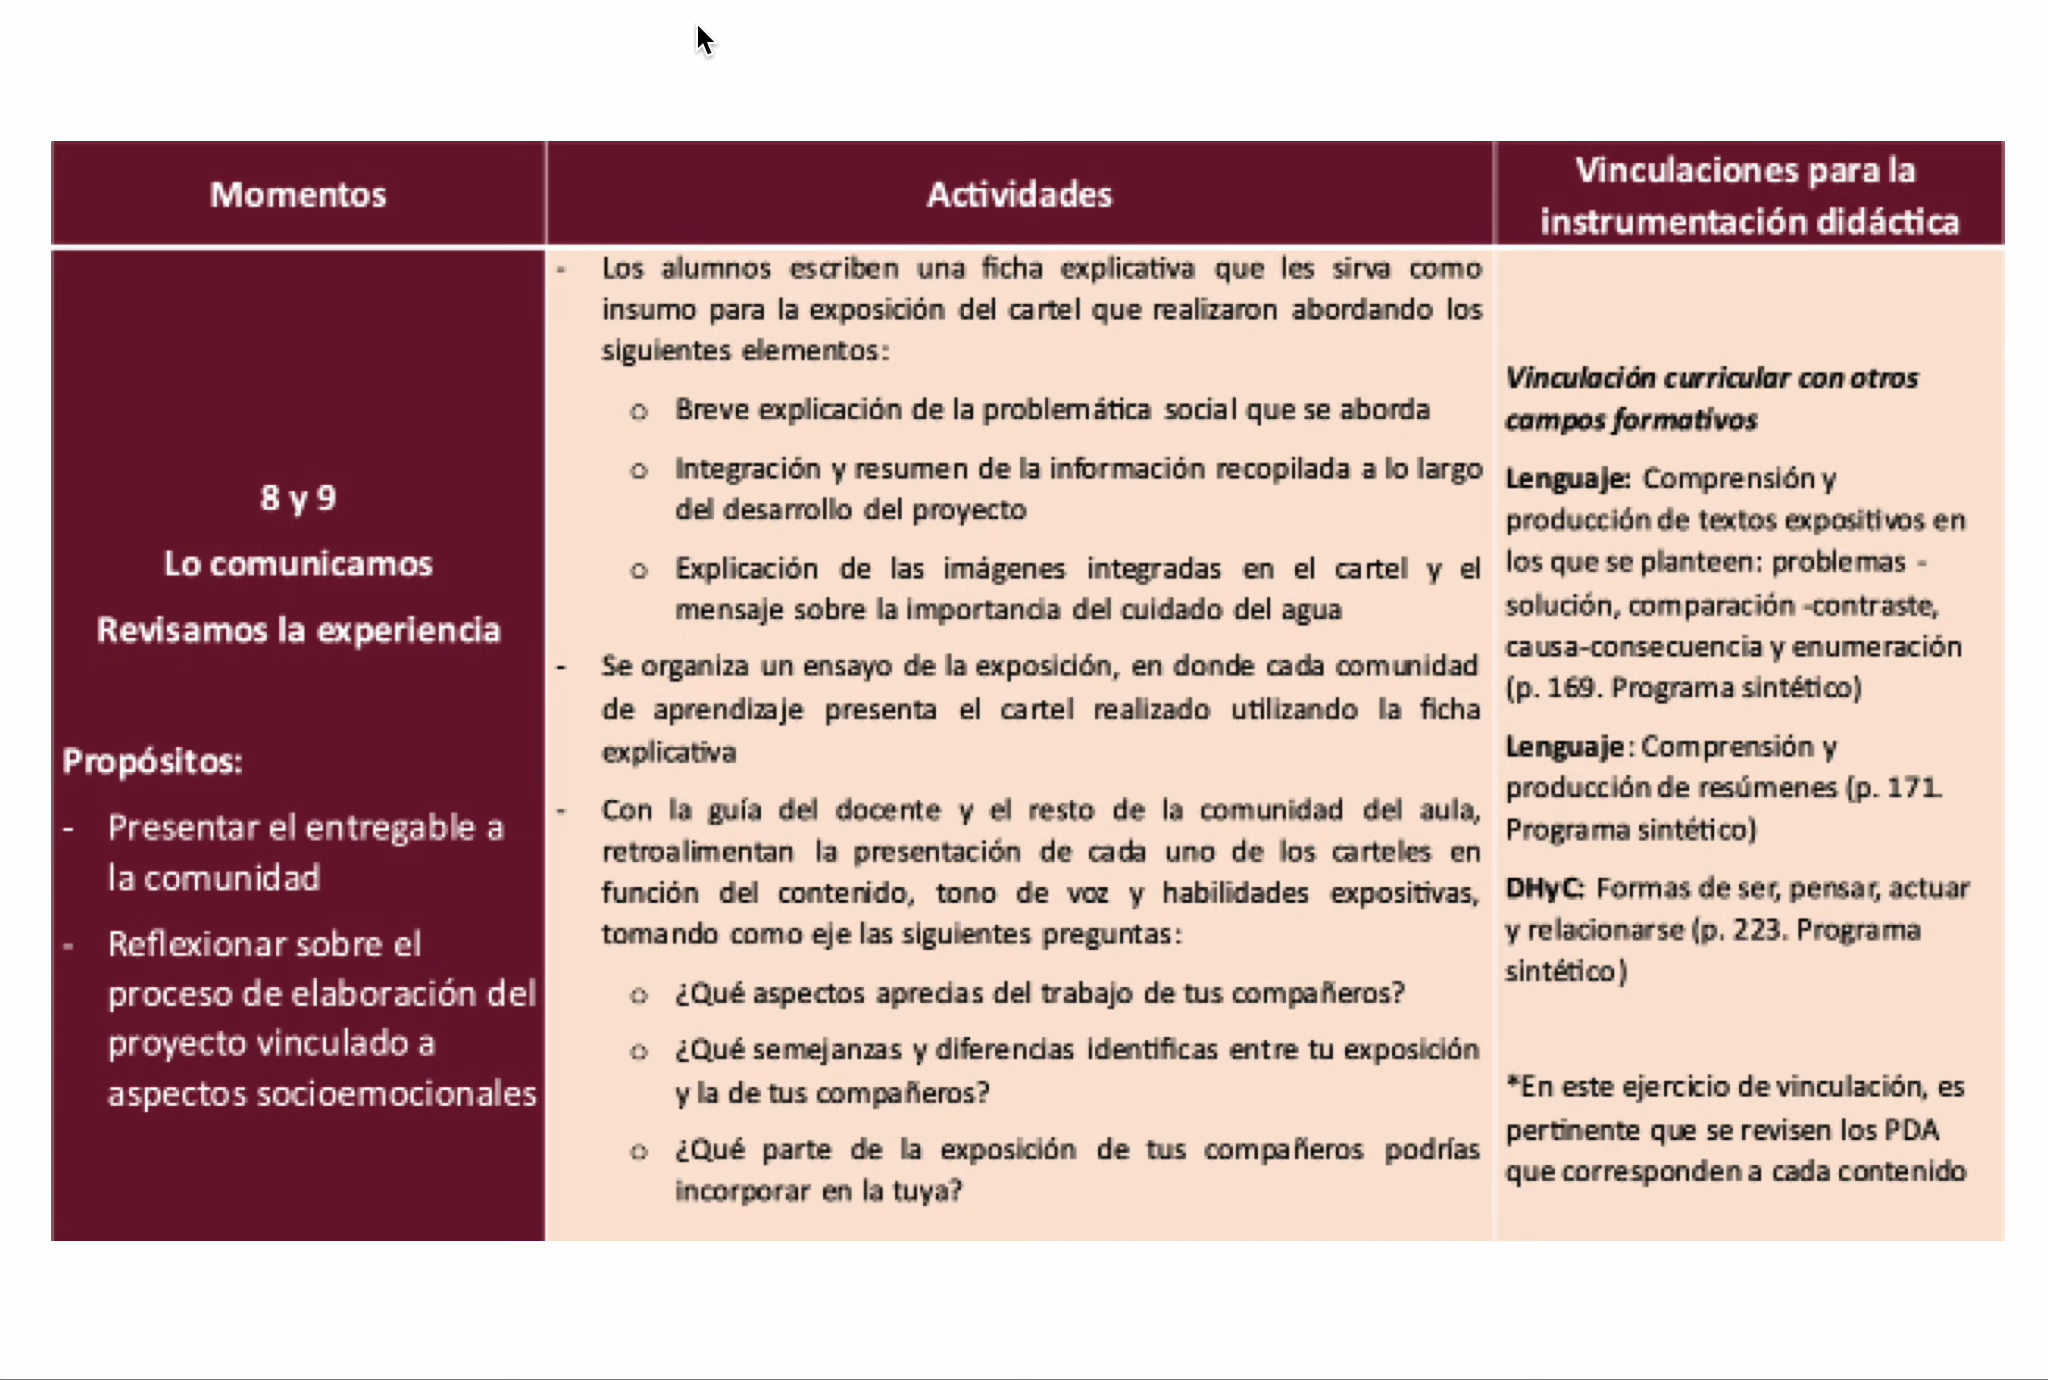 Momentos
Actividades
Vinculaciones para la
instrumentación didáctica
8 y 9
Lo comunicamos
Revisamos la experiencia
Propósitos:
- Presentar el entregable a
la comunidad
- Reflexionar sobre el
proceso de elaboración del
proyecto vinculado a
aspectos socioemocionales
- Los alumnos escriben una ficha explicativa que les sirva como
insumo para la exposición del cartel que realizaron abordando los
siguientes elementos:
o Breve explicación de la problemática social que se aborda
o Integración y resumen de la información recopilada a lo largo
del desarrollo del proyecto
o Explicación de las imágenes integradas en el cartel y el
mensaje sobre la importancia del cuidado del agua
- Se organiza un ensayo de la exposición, en donde cada comunidad
de aprendizaje presenta el cartel realizado utilizando la ficha
explicativa
- Con la guía del docente y el resto de la comunidad del aula,
retroalimentan la presentación de cada uno de los carteles en
función del contenido, tono de voz y habilidades expositivas,
tomando como eje las siguientes preguntas:
o ¿Qué aspectos aprecias del trabajo de tus compañeros?
o ¿Qué semejanzas y diferencias identificas entre tu exposición
y la de tus compañeros?
o ¿Qué parte de la exposición de tus compañeros podrías
incorporar en la tuya?
Vinculación curricular con otros
campos formativos
Lenguaje: Comprensión y
producción de textos expositivos en
los que se planteen: problemas -
solución, comparación -contraste,
causa-consecuencia y enumeración
(p. 169. Programa sintético)
Lenguaje: Comprensión y
producción de resúmenes (p. 171.
Programa sintético)
DHyC: Formas de ser, pensar, actuar
y relacionarse (p. 223. Programa
sintético)
*En este ejercicio de vinculación, es
pertinente que se revisen los PDA
que corresponden a cada contenido